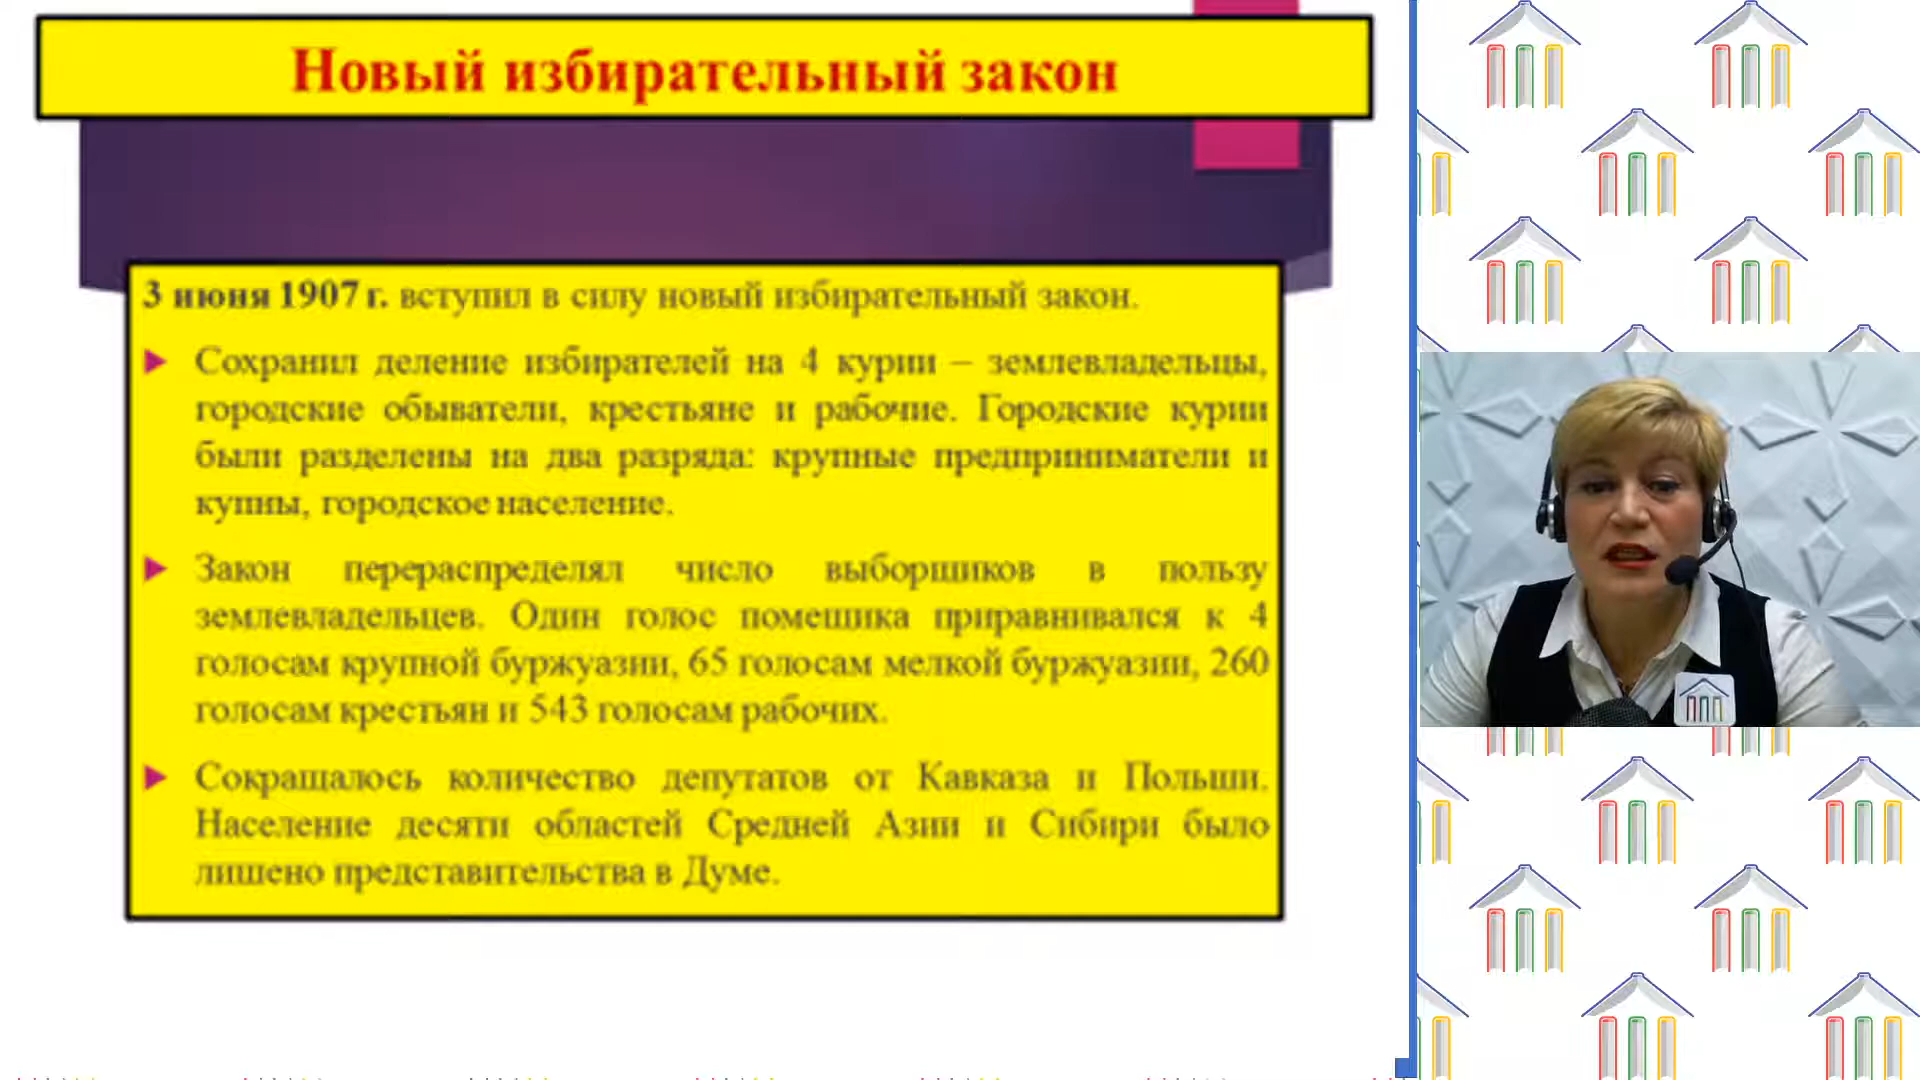 Новый избирательный закон
3 июня 1907 г. вступил в силу новый избирательный закон.
Сохранил деление избирателей на 4 курии – землевладельцы,
городские обыватели, крестьяне и рабочие. Городские курии
были разделены на два разряда: крупные предприниматели и
купцы, городское население.
Закон перераспределял число выборщиков в пользу
землевладельцев. Один голос помещика приравнивался к 4
голосам крупной буржуазии, 65 голосам мелкой буржуазии, 260
голосам крестьян и 543 голосам рабочих.
Сокращалось количество депутатов от Кавказа и Польши.
Население десяти областей Средней Азии и Сибири было
лишено представительства в Думе.